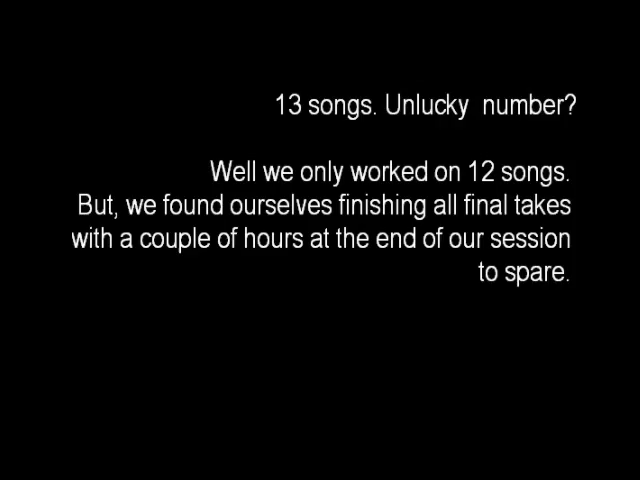 13 songs. Unlucky  number?
Well we only worked on 12 songs.
But, we found ourselves finishing all final takes
with a couple of hours at the end of our session
to spare.